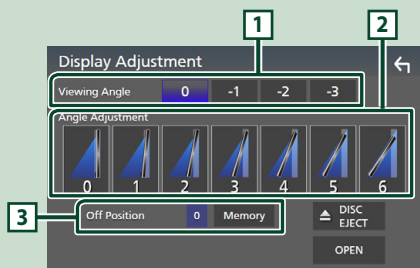 1 2
Display Adjustment
Viewing Angle 0 -1 -2 -3
Angle Adjustment
0 1 2 3 4 5 6
3 Off Position 0 Memory DISC EJECT
OPEN